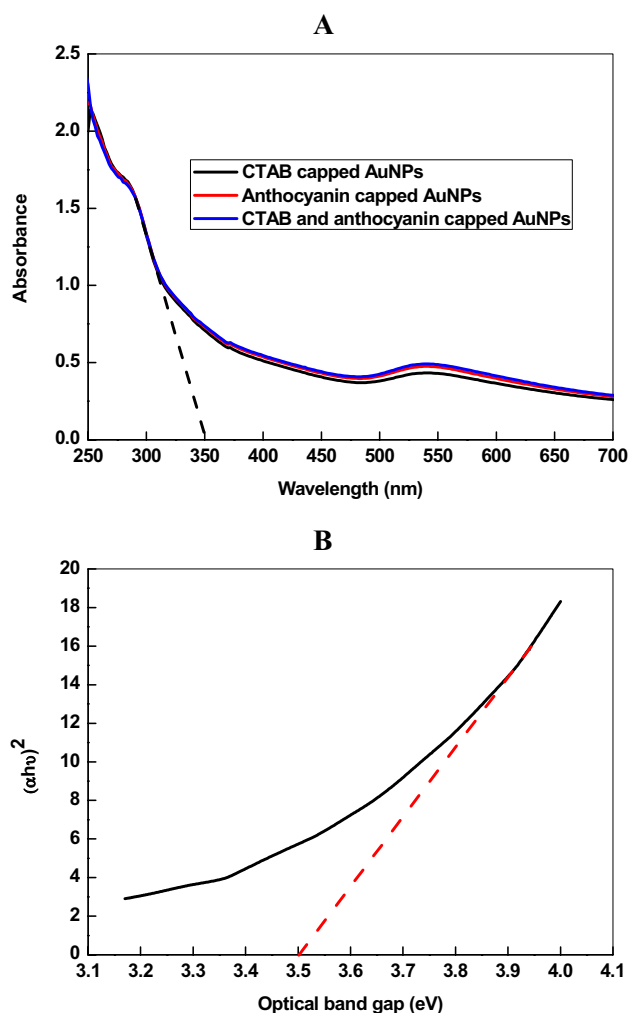 A
2.5
2.0
1.5
1.0
0.5
0.0
Absorbance
CTAB capped AuNPs
Anthocyanin capped AuNPs
CTAB and anthocyanin capped AuNPs
250 300 350 400 450 500 550 600 650 700
Wavelength (nm)
B
20
18
16
14
12
10
8
6
4
2
0
(αhυ)²
3.1 3.2 3.3 3.4 3.5 3.6 3.7 3.8 3.9 4.0 4.1
Optical band gap (eV)